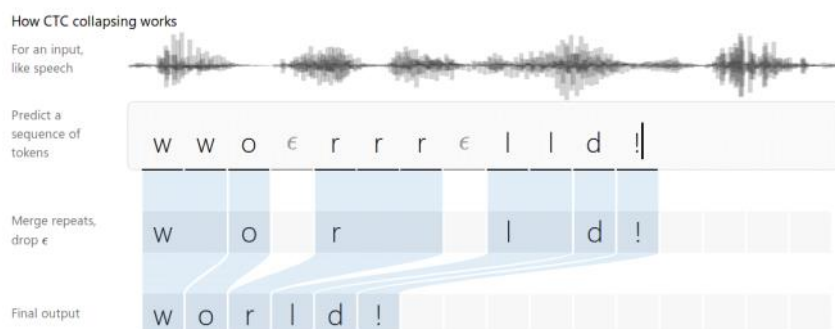 How CTC collapsing works
For an input,
like speech
Predict a
sequence of
tokens
w w o ϵ r r r ϵ l l d !
Merge repeats,
drop ϵ
w o r l d !
Final output
w o r l d !